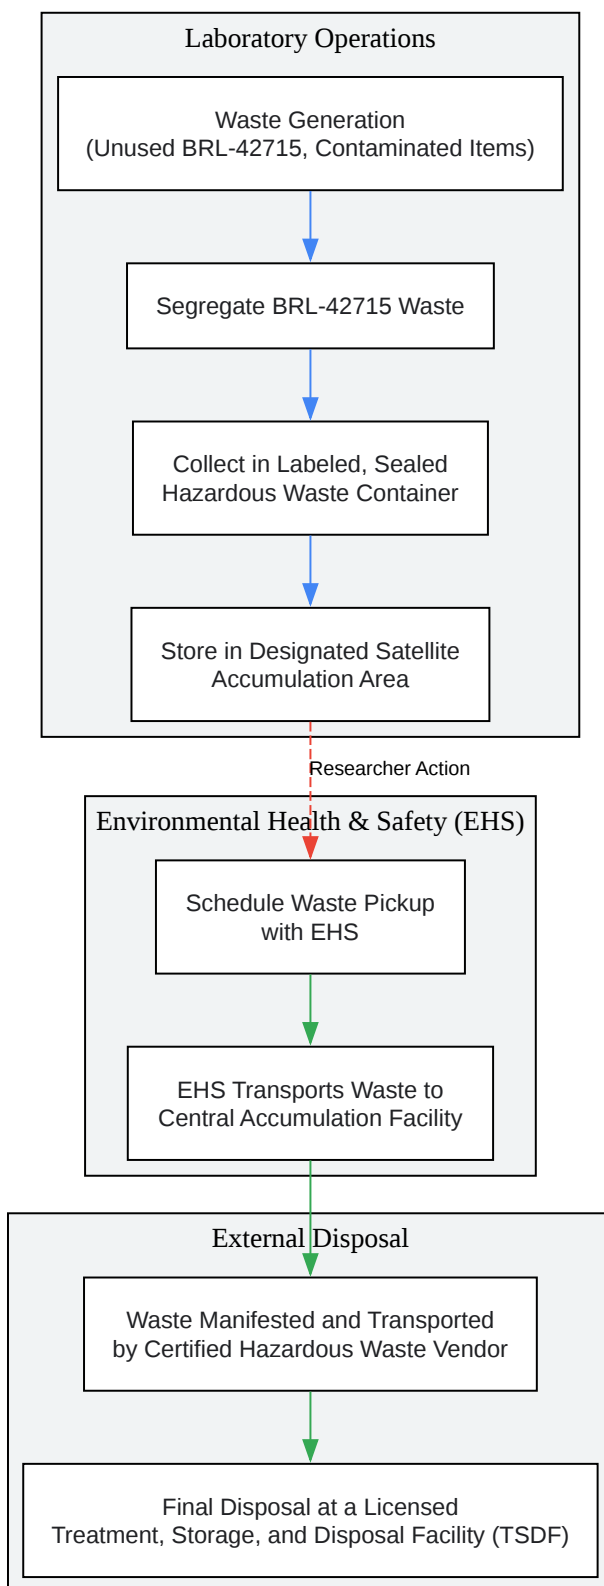 Laboratory Operations
Waste Generation
(Unused BRL-42715, Contaminated Items)
Segregate BRL-42715 Waste
Collect in Labeled, Sealed
Hazardous Waste Container
Store in Designated Satellite
Accumulation Area
Researcher Action
Environmental Health & Safety (EHS)
Schedule Waste Pickup
with EHS
EHS Transports Waste to
Central Accumulation Facility
External Disposal
Waste Manifested and Transported
by Certified Hazardous Waste Vendor
Final Disposal at a Licensed
Treatment, Storage, and Disposal Facility (TSDF)